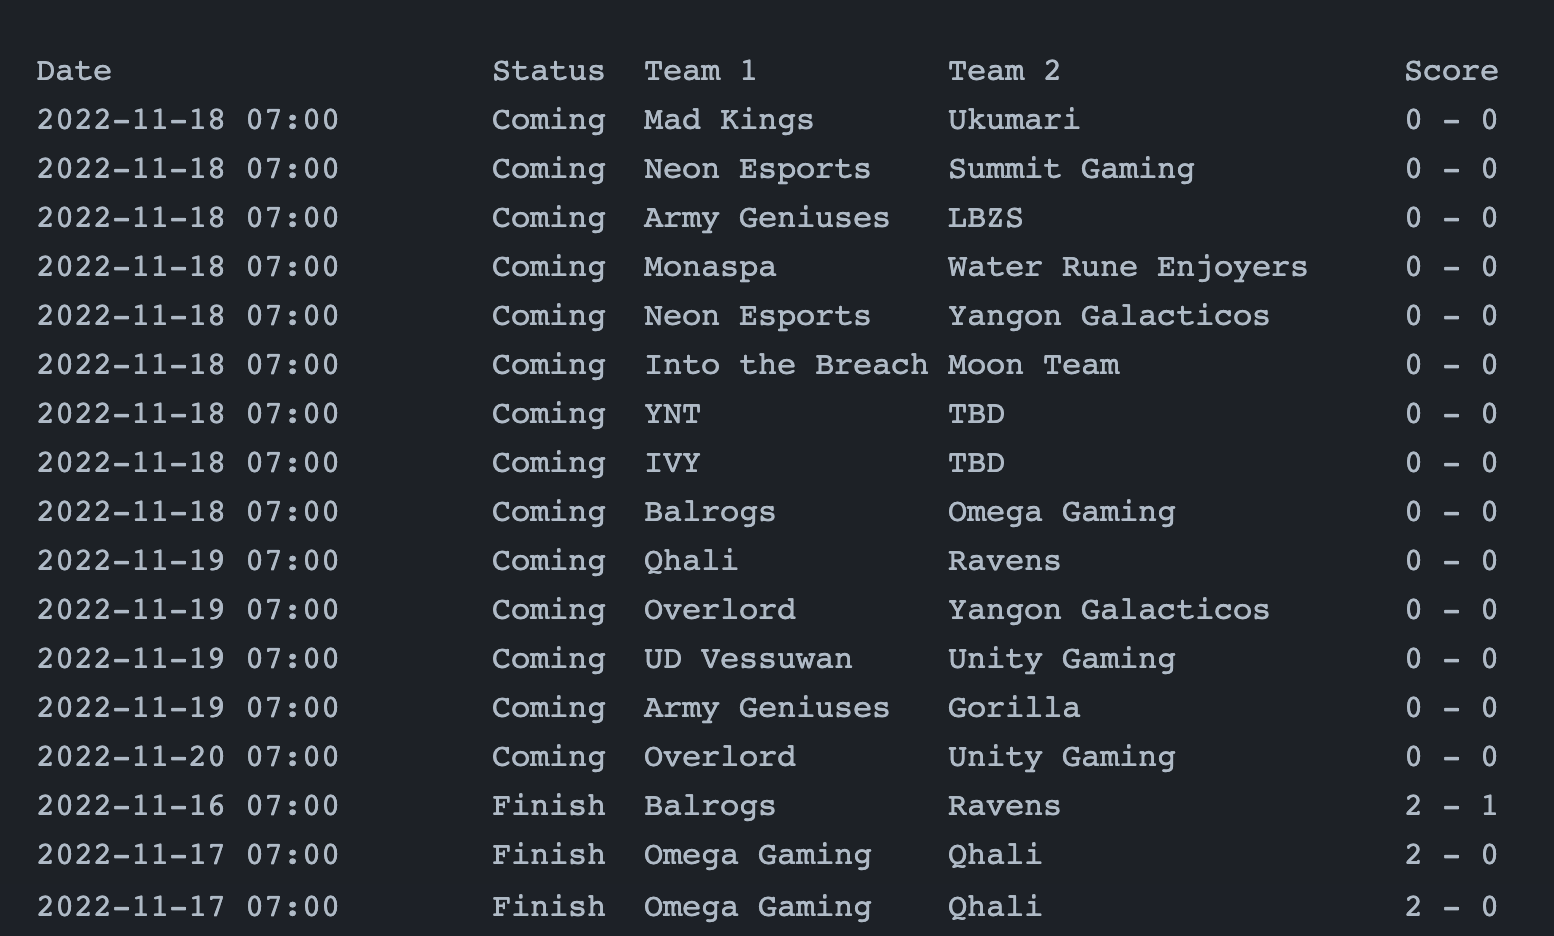 Date Status Team 1 Team 2 Score
2022-11-18 07:00 Coming Mad Kings Ukumari 0 - 0
2022-11-18 07:00 Coming Neon Esports Summit Gaming 0 - 0
2022-11-18 07:00 Coming Army Geniuses LBZS 0 - 0
2022-11-18 07:00 Coming Monaspa Water Rune Enjoyers 0 - 0
2022-11-18 07:00 Coming Neon Esports Yangon Galacticos 0 - 0
2022-11-18 07:00 Coming Into the Breach Moon Team 0 - 0
2022-11-18 07:00 Coming YNT TBD 0 - 0
2022-11-18 07:00 Coming IVY TBD 0 - 0
2022-11-18 07:00 Coming Balrogs Omega Gaming 0 - 0
2022-11-19 07:00 Coming Qhali Ravens 0 - 0
2022-11-19 07:00 Coming Overlord Yangon Galacticos 0 - 0
2022-11-19 07:00 Coming UD Vessuwan Unity Gaming 0 - 0
2022-11-19 07:00 Coming Army Geniuses Gorilla 0 - 0
2022-11-20 07:00 Coming Overlord Unity Gaming 0 - 0
2022-11-16 07:00 Finish Balrogs Ravens 2 - 1
2022-11-17 07:00 Finish Omega Gaming Qhali 2 - 0
2022-11-17 07:00 Finish Omega Gaming Qhali 2 - 0